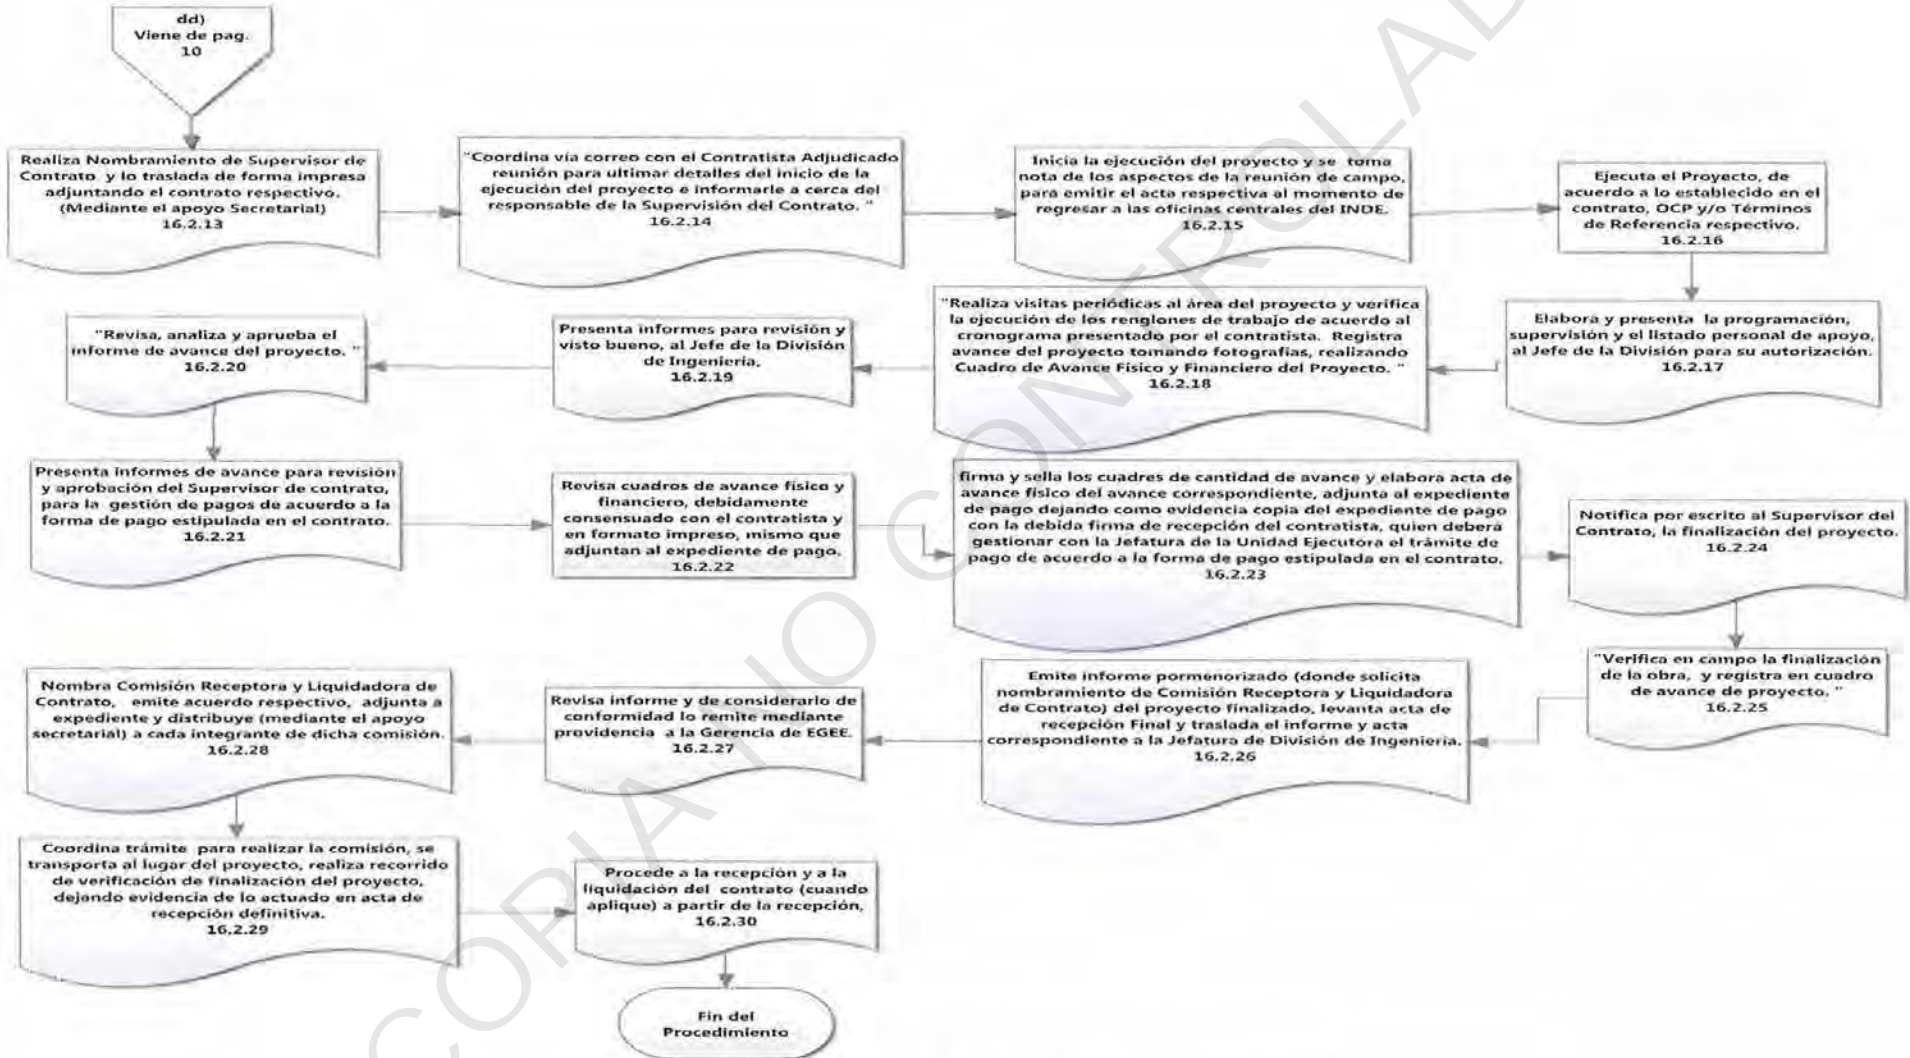 dd)
Viene de pag.
10
Realiza Nombramiento de Supervisor de
Contrato y lo traslada de forma impresa
adjuntando el contrato respectivo.
(Mediante el apoyo Secretarial)
16.2.13
"Coordina vía correo con el Contratista Adjudicado
reunión para ultimar detalles del inicio de la
ejecución del proyecto e informarle a cerca del
responsable de la Supervisión del Contrato. "
16.2.14
Inicia la ejecución del proyecto y se toma
nota de los aspectos de la reunión de campo,
para emitir el acta respectiva al momento de
regresar a las oficinas centrales del INDE.
16.2.15
Ejecuta el Proyecto, de
acuerdo a lo establecido en el
contrato, OCP y/o Términos
de Referencia respectivo.
16.2.16
Elabora y presenta la programación,
supervisión y el listado personal de apoyo,
al Jefe de la División para su autorización.
16.2.17
"Realiza visitas periódicas al área del proyecto y verifica
la ejecución de los renglones de trabajo de acuerdo al
cronograma presentado por el contratista. Registra
avance del proyecto tomando fotografías, realizando
Cuadro de Avance Físico y Financiero del Proyecto. "
16.2.18
Presenta informes para revisión y
visto bueno, al Jefe de la División
de Ingeniería.
16.2.19
"Revisa, analiza y aprueba el
informe de avance del proyecto. "
16.2.20
Presenta informes de avance para revisión
y aprobación del Supervisor de contrato,
para la gestión de pagos de acuerdo a la
forma de pago estipulada en el contrato.
16.2.21
Revisa cuadros de avance físico y
financiero, debidamente
consensuado con el contratista y
en formato impreso, mismo que
adjuntan al expediente de pago.
16.2.22
firma y sella los cuadres de cantidad de avance y elabora acta de
avance físico del avance correspondiente, adjunta al expediente
de pago dejando como evidencia copia del expediente de pago
con la debida firma de recepción del contratista, quien deberá
gestionar con la Jefatura de la Unidad Ejecutora el trámite de
pago de acuerdo a la forma de pago estipulada en el contrato.
16.2.23
Notifica por escrito al Supervisor del
Contrato, la finalización del proyecto.
16.2.24
"Verifica en campo la finalización
de la obra, y registra en cuadro
de avance de proyecto. "
16.2.25
Emite informe pormenorizado (donde solicita
nombramiento de Comisión Receptora y Liquidadora
de Contrato) del proyecto finalizado, levanta acta de
recepción Final y traslada el informe y acta
correspondiente a la Jefatura de División de Ingeniería.
16.2.26
Revisa informe y de considerarlo de
conformidad lo remite mediante
providencia a la Gerencia de EGEE.
16.2.27
Nombra Comisión Receptora y Liquidadora de
Contrato, emite acuerdo respectivo, adjunta a
expediente y distribuye (mediante el apoyo
secretarial) a cada integrante de dicha comisión.
16.2.28
Coordina trámite para realizar la comisión, se
transporta al lugar del proyecto, realiza recorrido
de verificación de finalización del proyecto,
dejando evidencia de lo actuado en acta de
recepción definitiva.
16.2.29
Procede a la recepción y a la
liquidación del contrato (cuando
aplique) a partir de la recepción,
16.2.30
Fin del
Procedimiento
COPIA NO CONTROLAD